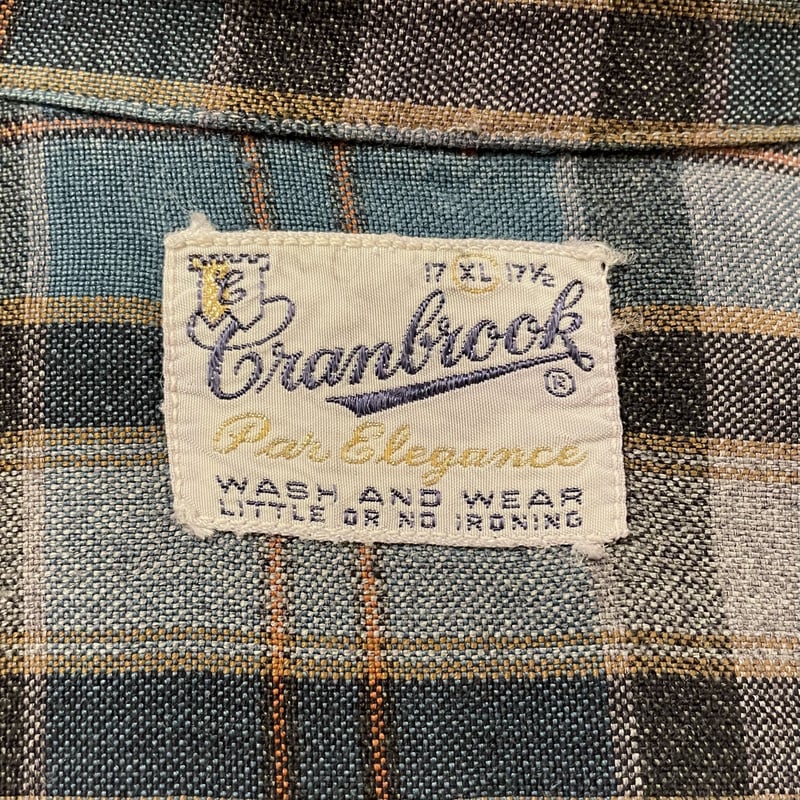 17 XL 17½
C
Cranbrook ®
Par Elegance
WASH AND WEAR
LITTLE OR NO IRONING